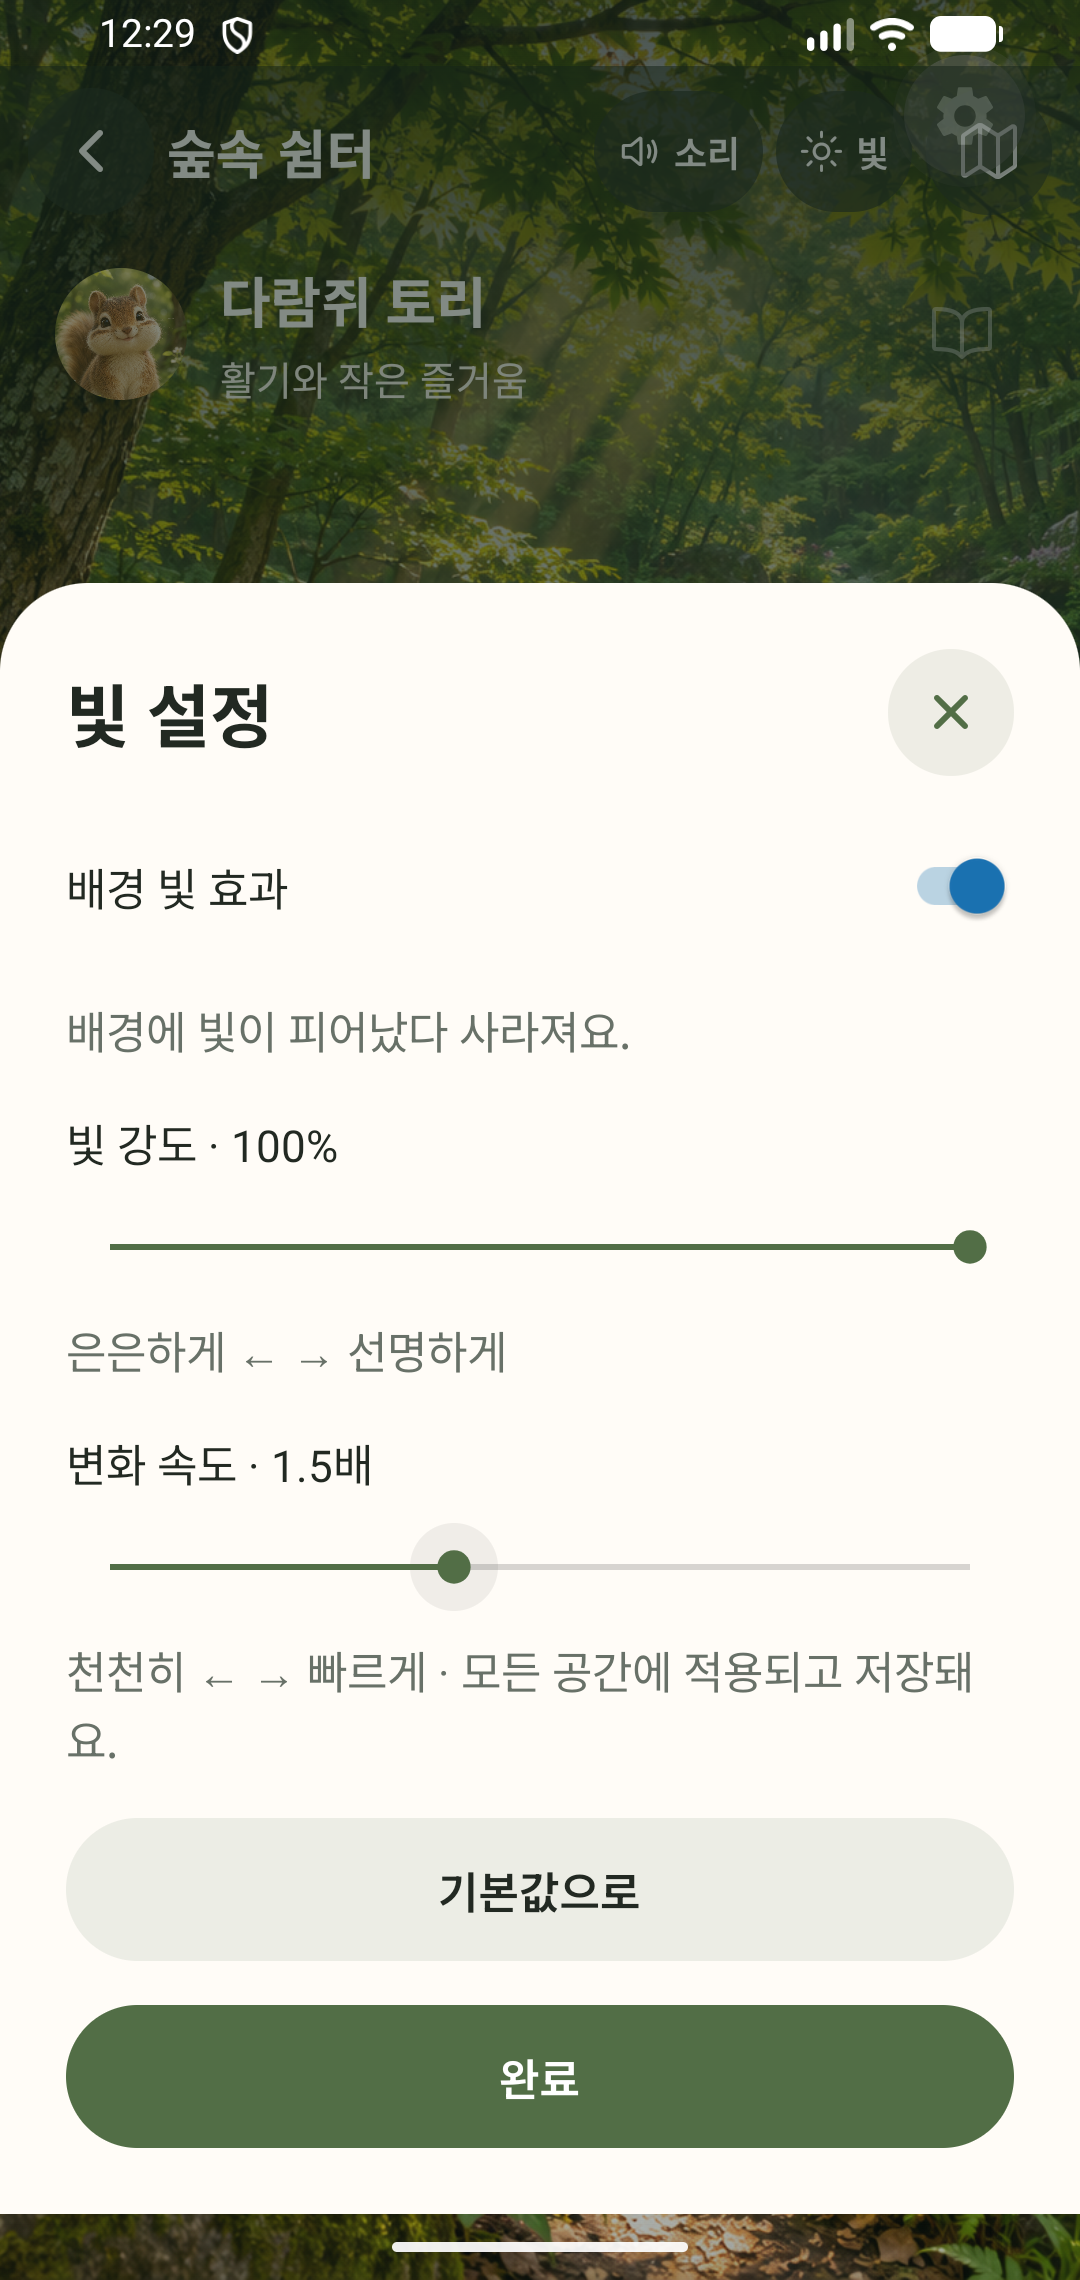 12:29
숲속 쉼터
소리
빛
다람쥐 토리
활기와 작은 즐거움
빛 설정
배경 빛 효과
배경에 빛이 피어났다 사라져요.
빛 강도 · 100%
은은하게 ← → 선명하게
변화 속도 · 1.5배
천천히 ← → 빠르게 · 모든 공간에 적용되고 저장돼
요.
기본값으로
완료